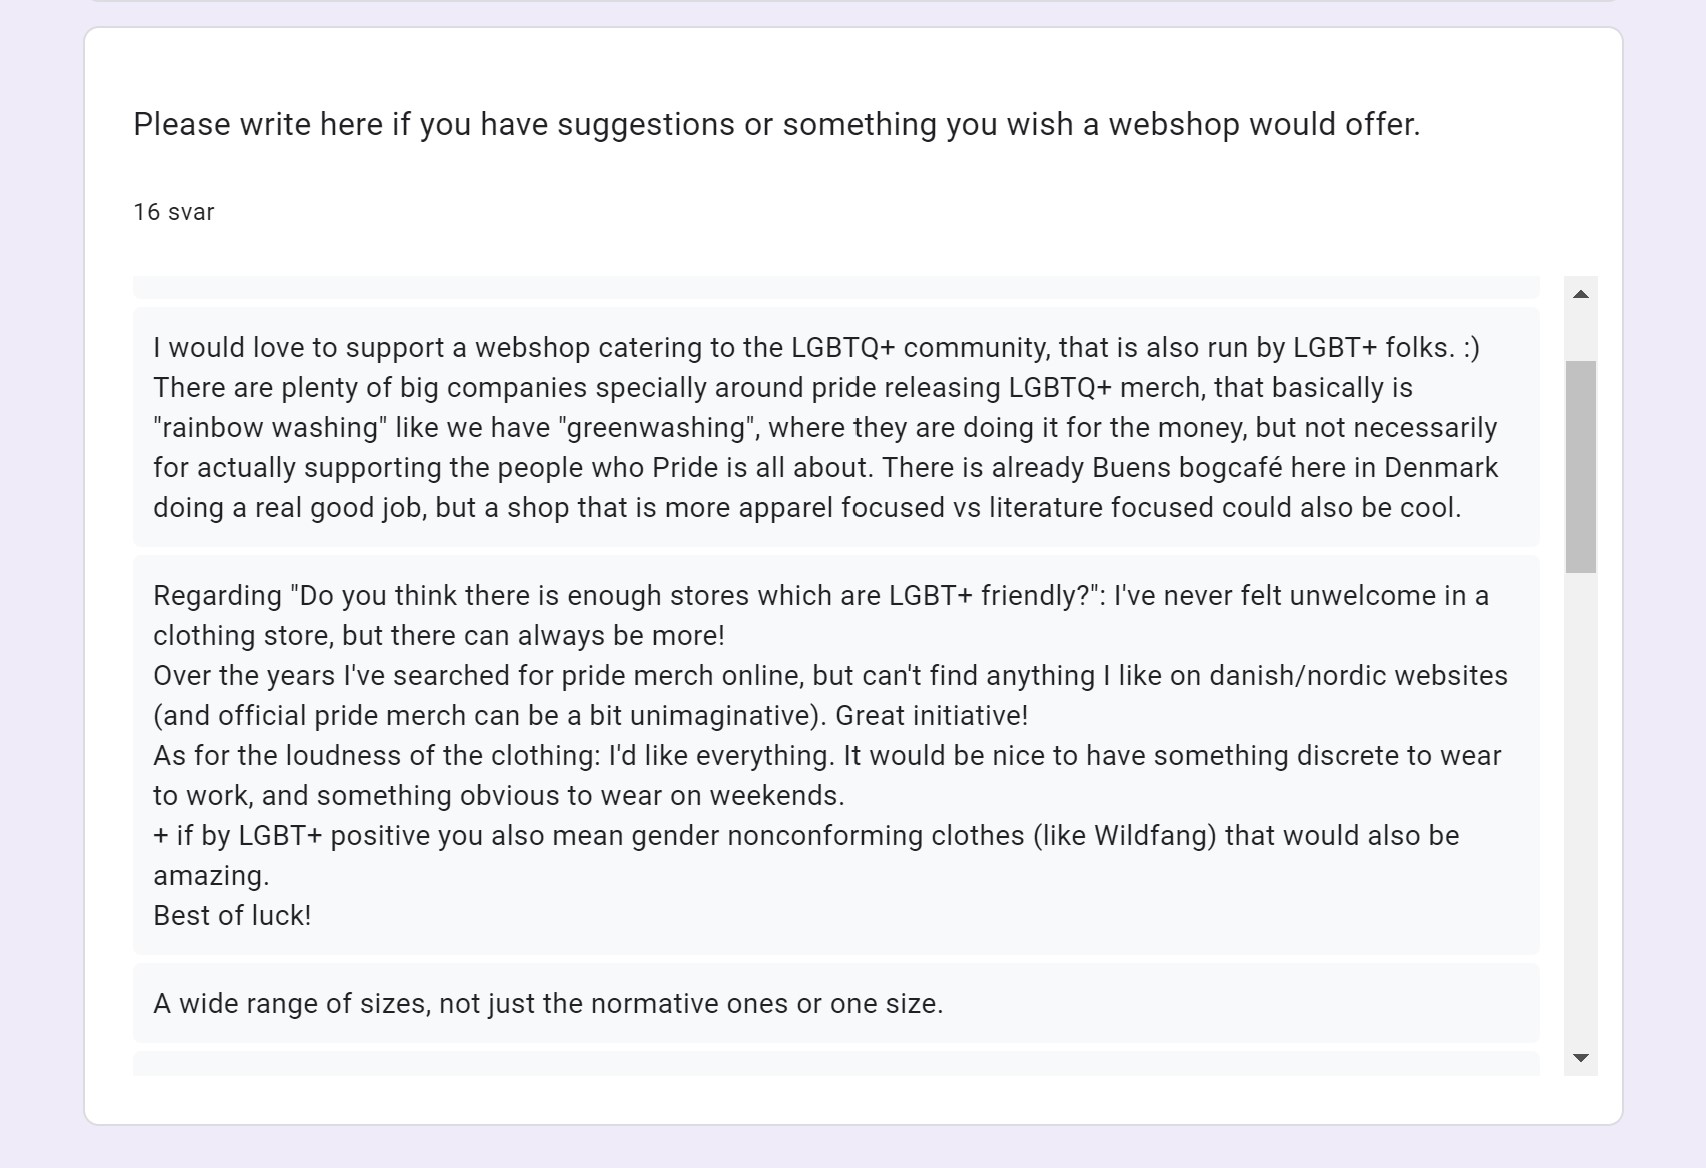 Please write here if you have suggestions or something you wish a webshop would offer.
16 svar
I would love to support a webshop catering to the LGBTQ+ community, that is also run by LGBT+ folks. :)
There are plenty of big companies specially around pride releasing LGBTQ+ merch, that basically is
"rainbow washing" like we have "greenwashing", where they are doing it for the money, but not necessarily
for actually supporting the people who Pride is all about. There is already Buens bogcafé here in Denmark
doing a real good job, but a shop that is more apparel focused vs literature focused could also be cool.
Regarding "Do you think there is enough stores which are LGBT+ friendly?": I've never felt unwelcome in a
clothing store, but there can always be more!
Over the years I've searched for pride merch online, but can't find anything I like on danish/nordic websites
(and official pride merch can be a bit unimaginative). Great initiative!
As for the loudness of the clothing: I'd like everything. It would be nice to have something discrete to wear
to work, and something obvious to wear on weekends.
+ if by LGBT+ positive you also mean gender nonconforming clothes (like Wildfang) that would also be
amazing.
Best of luck!
A wide range of sizes, not just the normative ones or one size.